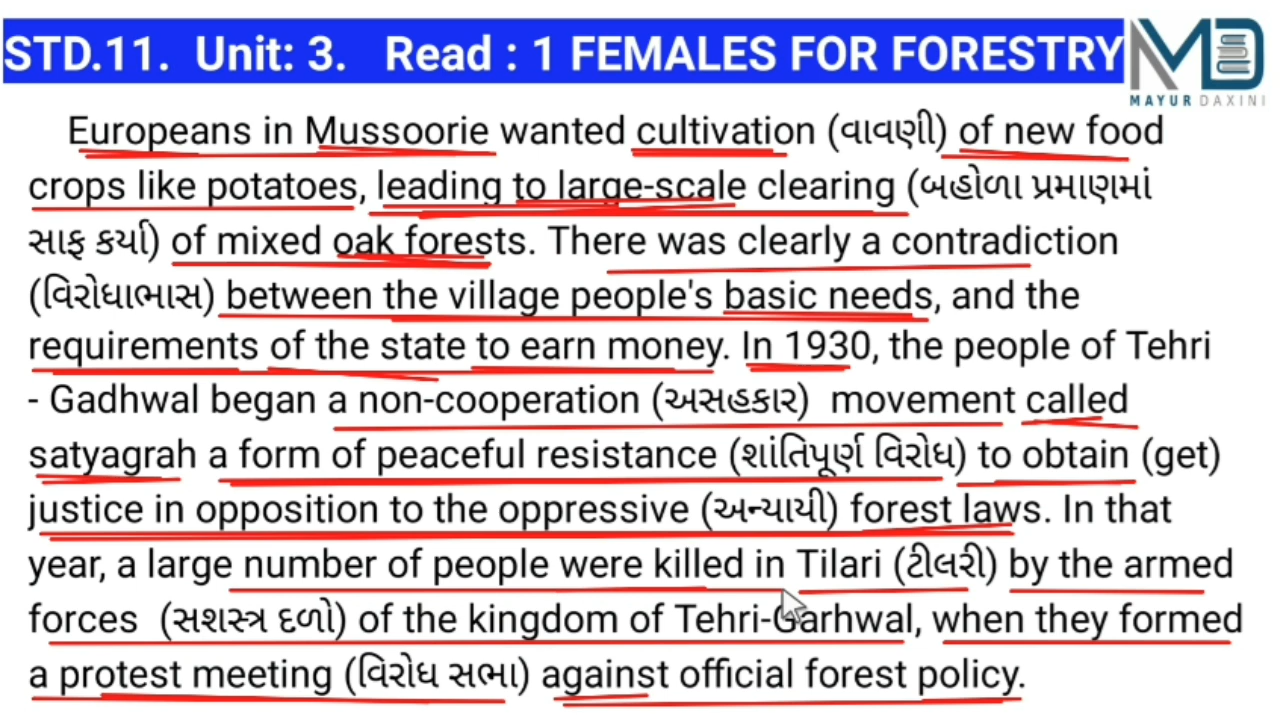 STD.11. Unit: 3. Read : 1 FEMALES FOR FORESTRY
MAYUR DAXINI
Europeans in Mussoorie wanted cultivation (વાવણી) of new food
crops like potatoes, leading to large-scale clearing (બહોળા પ્રમાણમાં
સાફ કર્યા) of mixed oak forests. There was clearly a contradiction
(વિરોધાભાસ) between the village people's basic needs, and the
requirements of the state to earn money. In 1930, the people of Tehri
- Gadhwal began a non-cooperation (અસહકાર) movement called
satyagrah a form of peaceful resistance (શાંતિપૂર્ણ વિરોધ) to obtain (get)
justice in opposition to the oppressive (અન્યાયી) forest laws. In that
year, a large number of people were killed in Tilari (ટીલરી) by the armed
forces (સશસ્ત્ર દળો) of the kingdom of Tehri-Garhwal, when they formed
a protest meeting (વિરોધ સભા) against official forest policy.